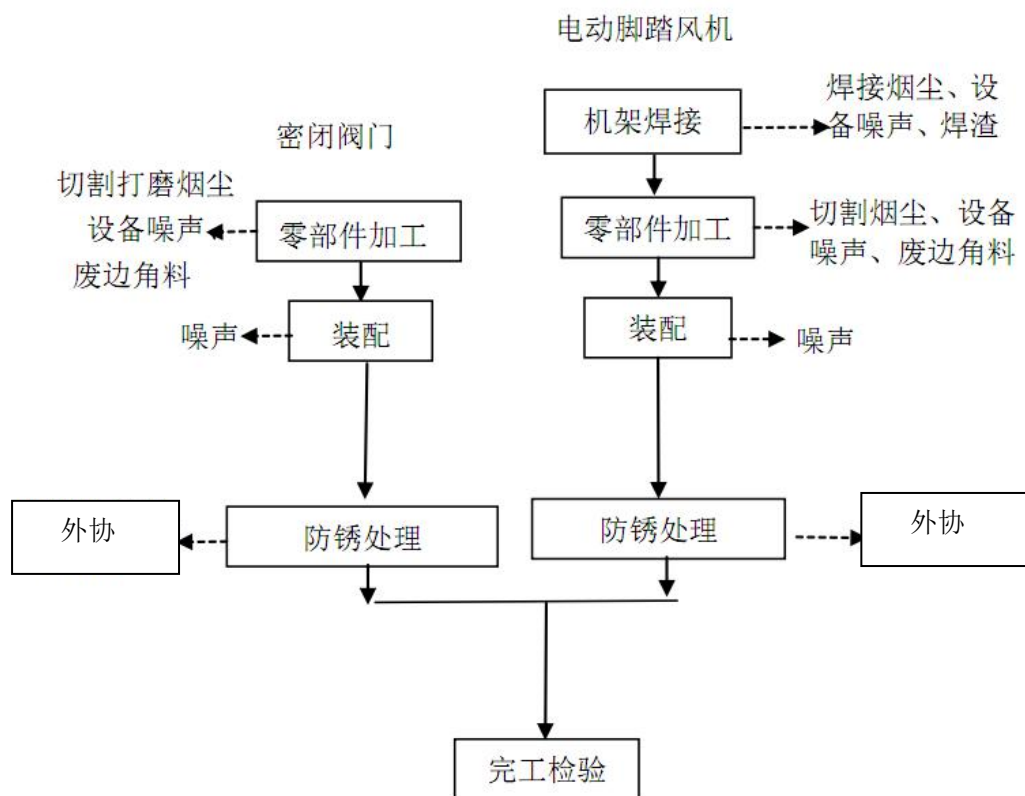 电动脚踏风机
机架焊接
焊接烟尘、设
备噪声、焊渣
密闭阀门
切割打磨烟尘
设备噪声
废边角料
零部件加工
零部件加工
切割烟尘、设备
噪声、废边角料
噪声
装配
装配
噪声
外协
防锈处理
防锈处理
外协
完工检验